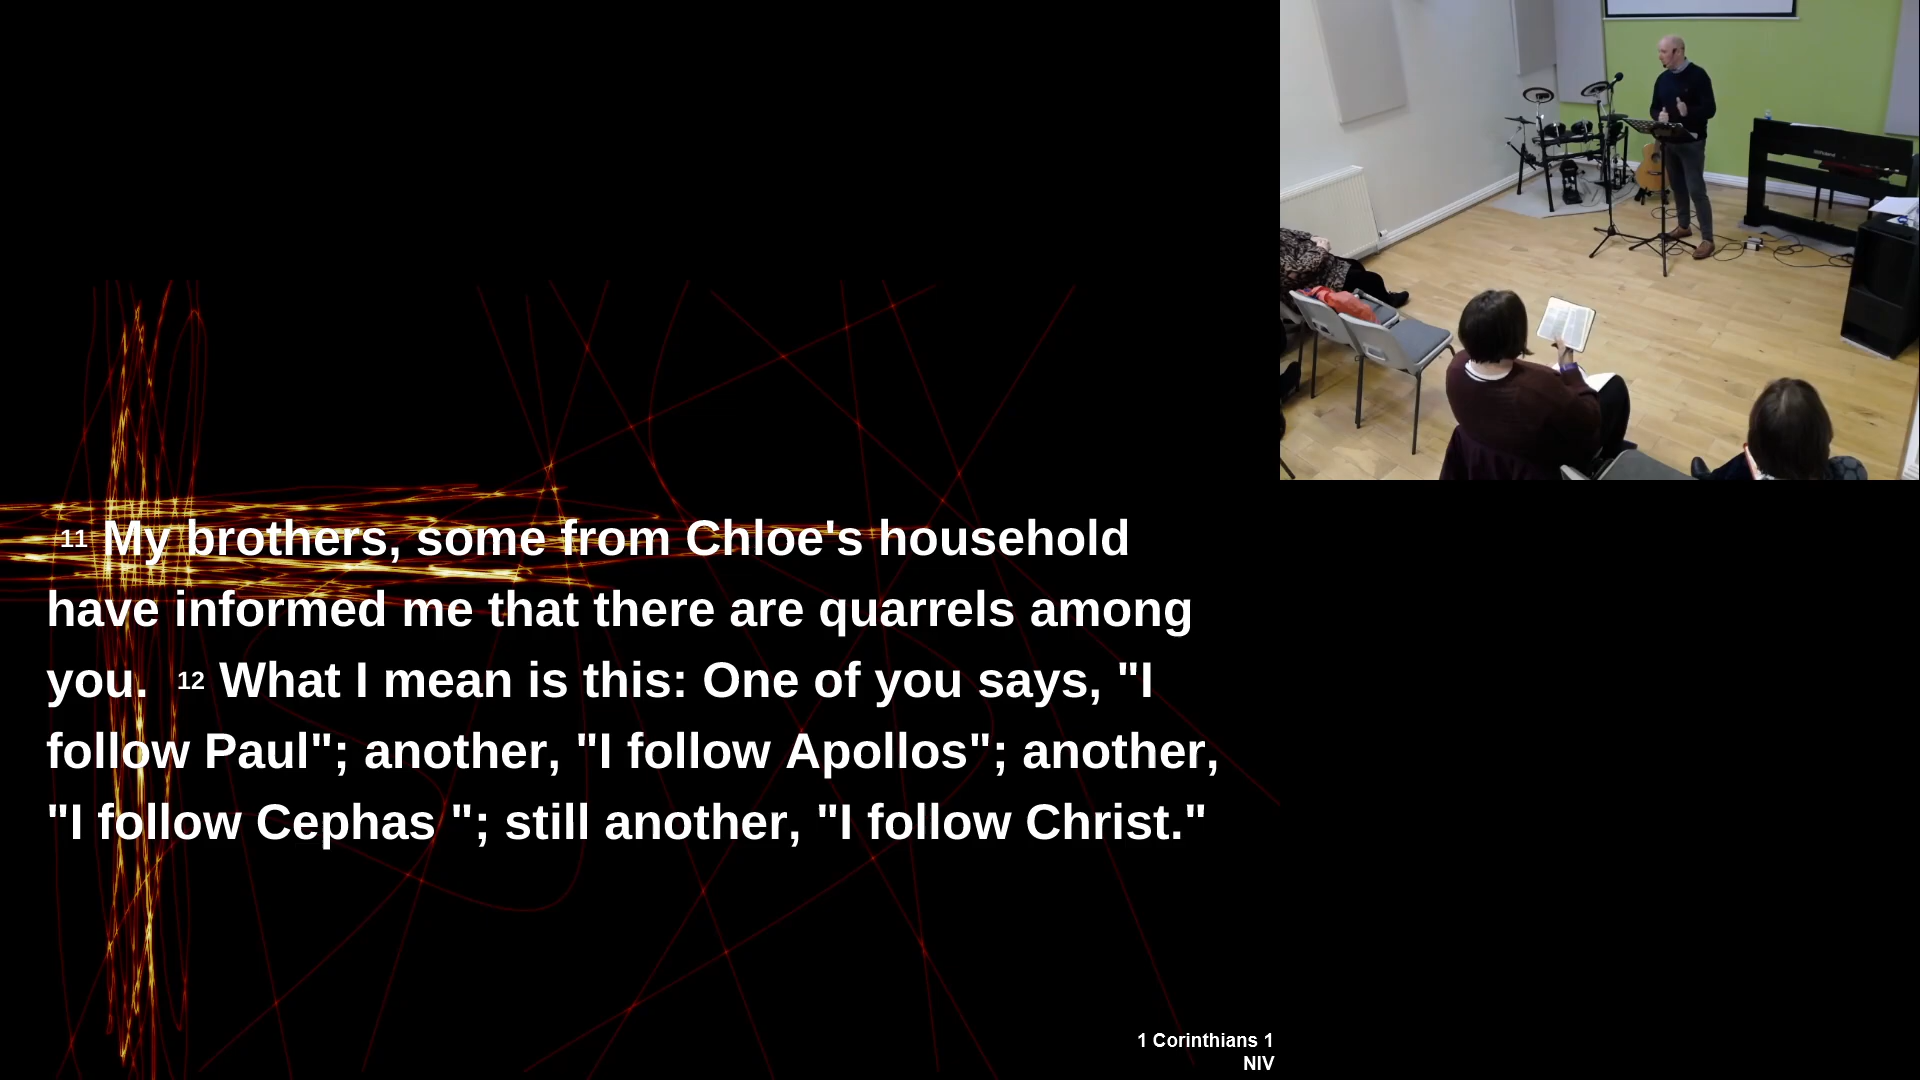 11 My brothers, some from Chloe's household
have informed me that there are quarrels among
you. 12 What I mean is this: One of you says, "I
follow Paul"; another, "I follow Apollos"; another,
"I follow Cephas "; still another, "I follow Christ."
1 Corinthians 1
NIV